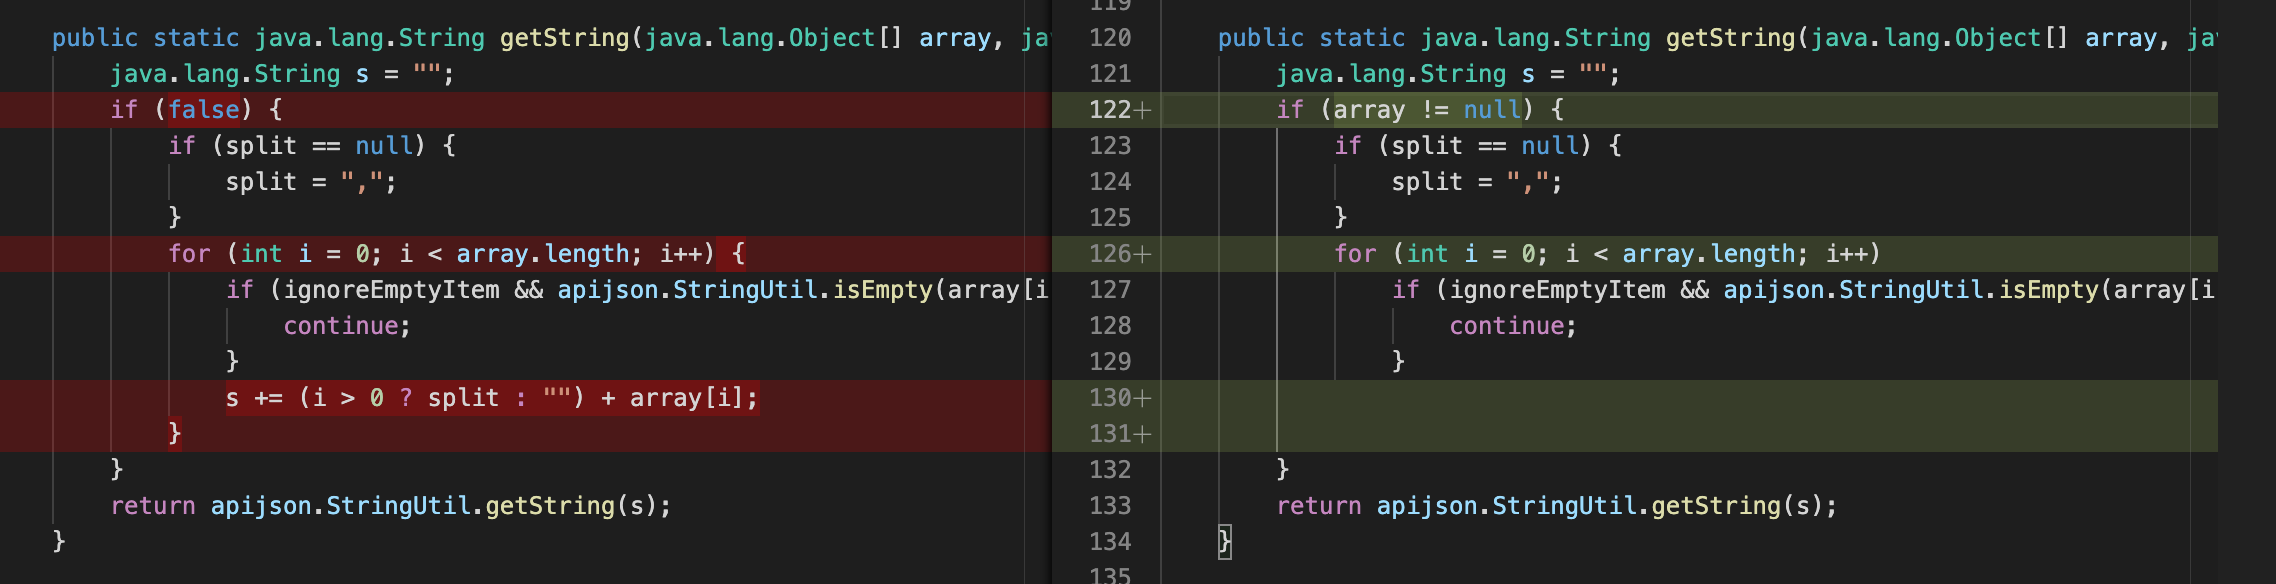 public static java.lang.String getString(java.lang.Object[] array, ja
java.lang.String s = "";
if (false) {
if (split == null) {
split = ",";
}
for (int i = 0; i < array.length; i++) {
if (ignoreEmptyItem && apijson.StringUtil.isEmpty(array[i
continue;
}
s += (i > 0 ? split : "") + array[i];
}
}
return apijson.StringUtil.getString(s);
}
119
120 public static java.lang.String getString(java.lang.Object[] array, ja
121 java.lang.String s = "";
122+ if (array != null) {
123 if (split == null) {
124 split = ",";
125 }
126+ for (int i = 0; i < array.length; i++)
127 if (ignoreEmptyItem && apijson.StringUtil.isEmpty(array[i
128 continue;
129 }
130+
131+
132 }
133 return apijson.StringUtil.getString(s);
134 }
135